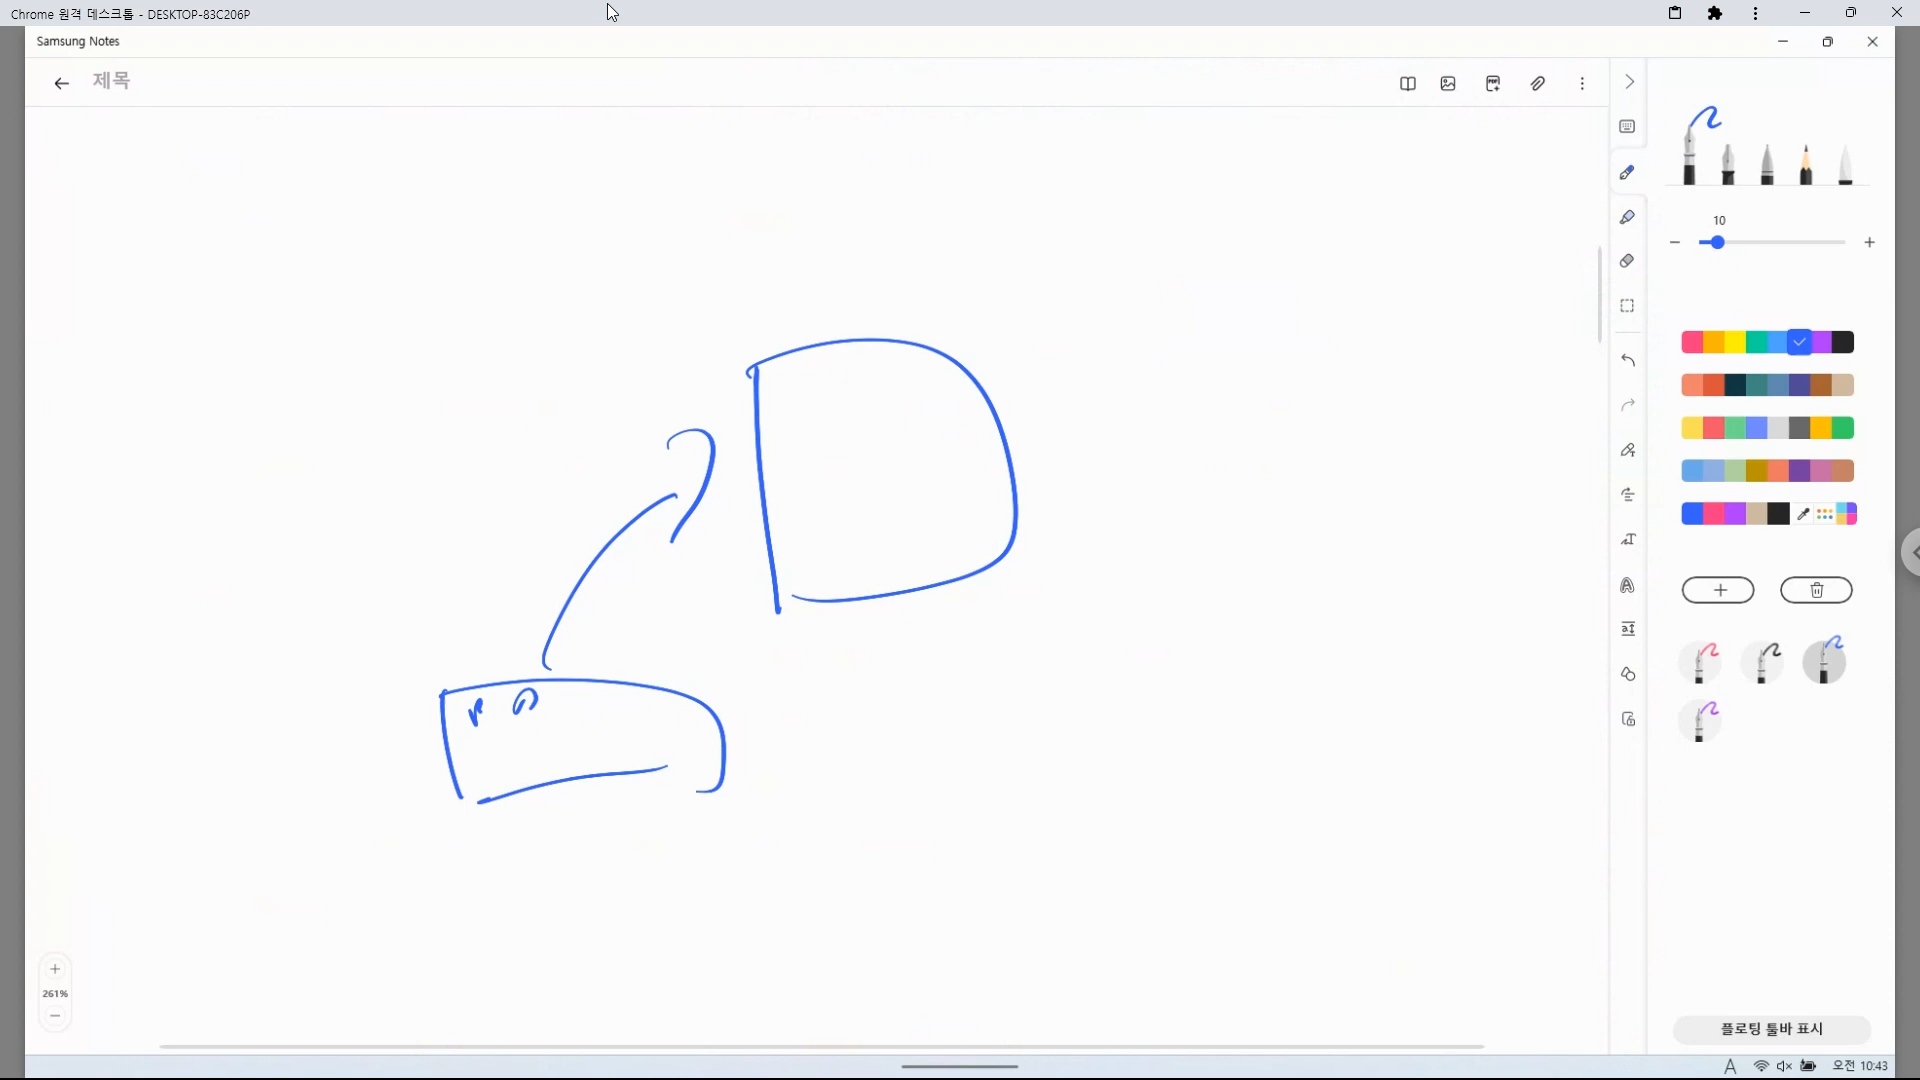 Chrome 원격 데스크톱 - DESKTOP-83C206P
Samsung Notes
제목
10
261%
플로팅 툴바 표시
A
오전 10:43